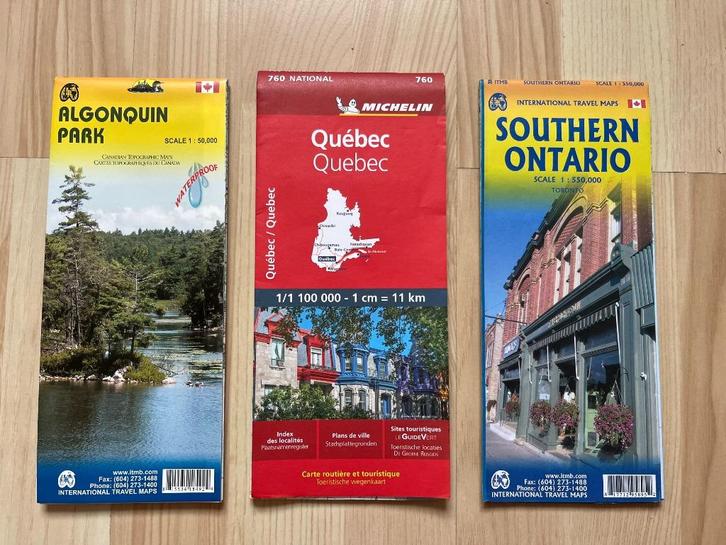 ALGONQUIN
PARK
SCALE 1 : 50,000
CANADIAN TOPOGRAPHIC MAPS
CARTES TOPOGRAPHIQUES DU CANADA
WATERPROOF
www.itmb.com
Fax: (604) 273-1488
Phone: (604) 273-1400
INTERNATIONAL TRAVEL MAPS
760 NATIONAL
760
MICHELIN
Québec
Quebec
Québec / Quebec
Québec
1/1 100 000 - 1 cm = 11 km
Index
des localités
Plaatsnamenregister
Plans de ville
Stadsplattegronden
Sites touristiques
LE GUIDE VERT
Toeristische locaties
DE GROENE REISGIDS
Carte routière et touristique
Toeristische wegenkaart
ITMB
SOUTHERN ONTARIO
SCALE 1 : 550,000
INTERNATIONAL TRAVEL MAPS
SOUTHERN
ONTARIO
SCALE 1 : 550,000
TORONTO
www.itmb.com
Fax: (604) 273-1488
Phone: (604) 273-1400
INTERNATIONAL TRAVEL MAPS